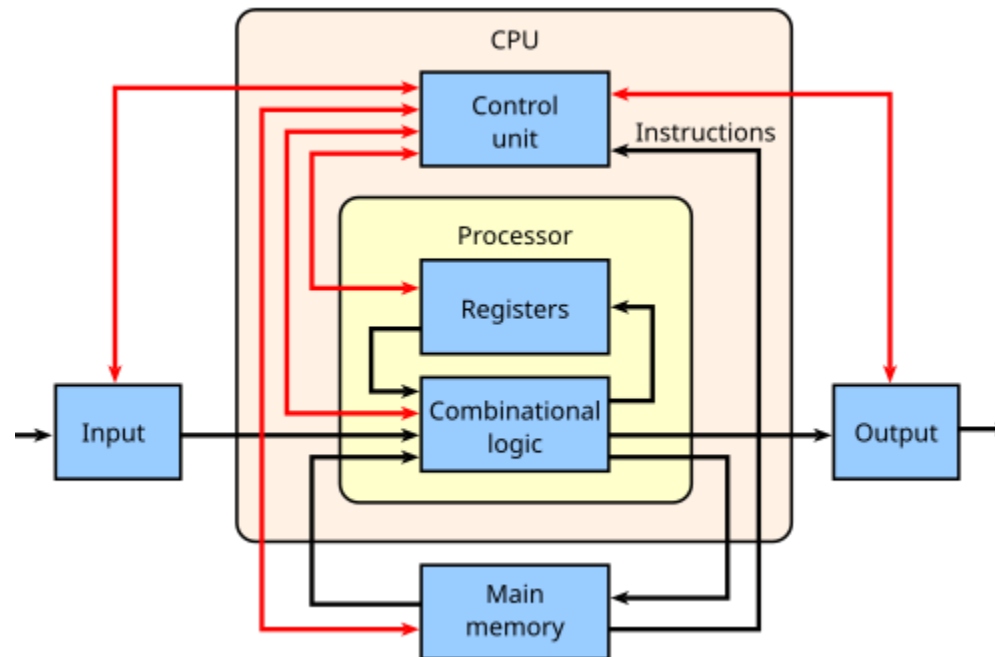 CPU
Control
unit
Instructions
Processor
Registers
Combinational
logic
Input
Output
Main
memory